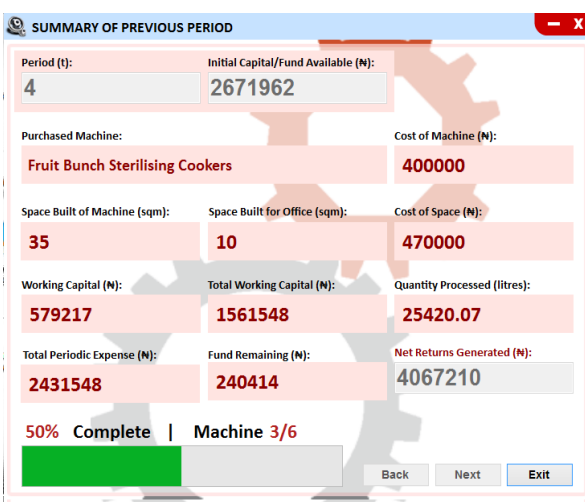 SUMMARY OF PREVIOUS PERIOD
Period (t): Initial Capital/Fund Available (₦):
4 2671962
Purchased Machine: Cost of Machine (₦):
Fruit Bunch Sterilising Cookers 400000
Space Built of Machine (sqm): Space Built for Office (sqm): Cost of Space (₦):
35 10 470000
Working Capital (₦): Total Working Capital (₦): Quantity Processed (litres):
579217 1561548 25420.07
Total Periodic Expense (₦): Fund Remaining (₦): Net Returns Generated (₦):
2431548 240414 4067210
50% Complete | Machine 3/6
Back Next Exit